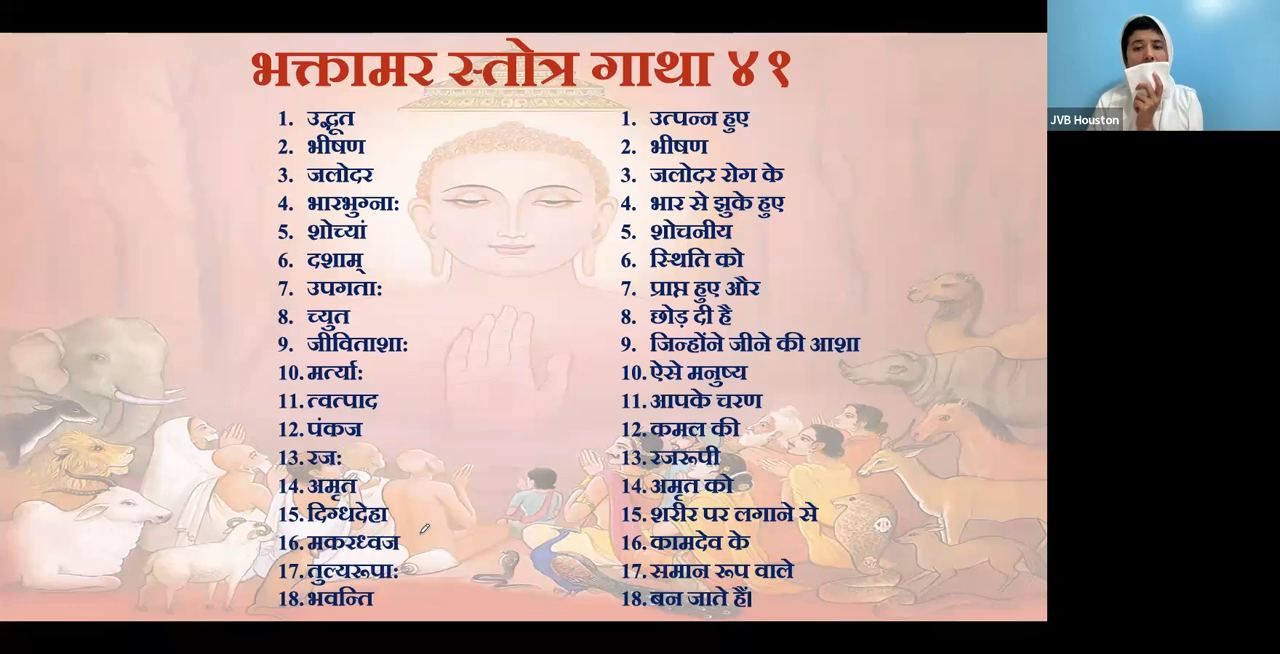 भक्तामर स्तोत्र गाथा ४१
1. उद्भूत
2. भीषण
3. जलोदर
4. भारभुग्नाः
5. शोच्यां
6. दशाम्
7. उपगताः
8. च्युत
9. जीविताशाः
10. मर्त्याः
11. त्वत्पाद
12. पंकज
13. रजः
14. अमृत
15. दिग्धदेहा
16. मकरध्वज
17. तुल्यरूपाः
18. भवन्ति
1. उत्पन्न हुए
2. भीषण
3. जलोदर रोग के
4. भार से झुके हुए
5. शोचनीय
6. स्थिति को
7. प्राप्त हुए और
8. छोड़ दी है
9. जिन्होंने जीने की आशा
10. ऐसे मनुष्य
11. आपके चरण
12. कमल की
13. रजरूपी
14. अमृत को
15. शरीर पर लगाने से
16. कामदेव के
17. समान रूप वाले
18. बन जाते हैं।
JVB Houston